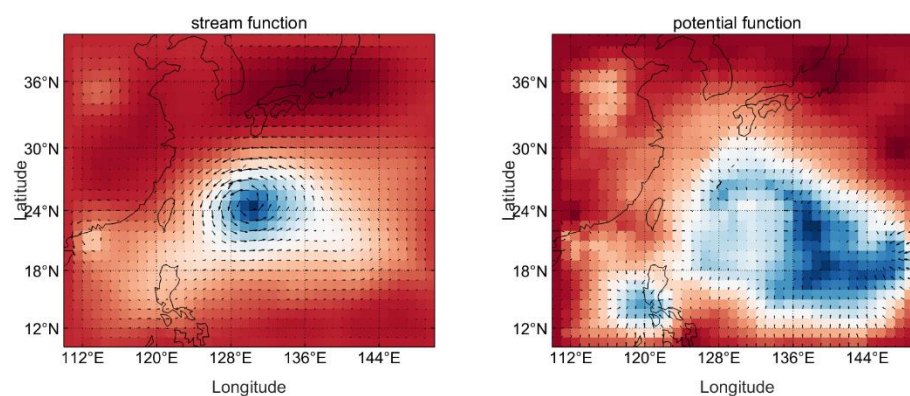 stream function
36°N
30°N
24°N
18°N
12°N
Latitude
112°E 120°E 128°E 136°E 144°E
Longitude
potential function
36°N
30°N
24°N
18°N
12°N
Latitude
112°E 120°E 128°E 136°E 144°E
Longitude